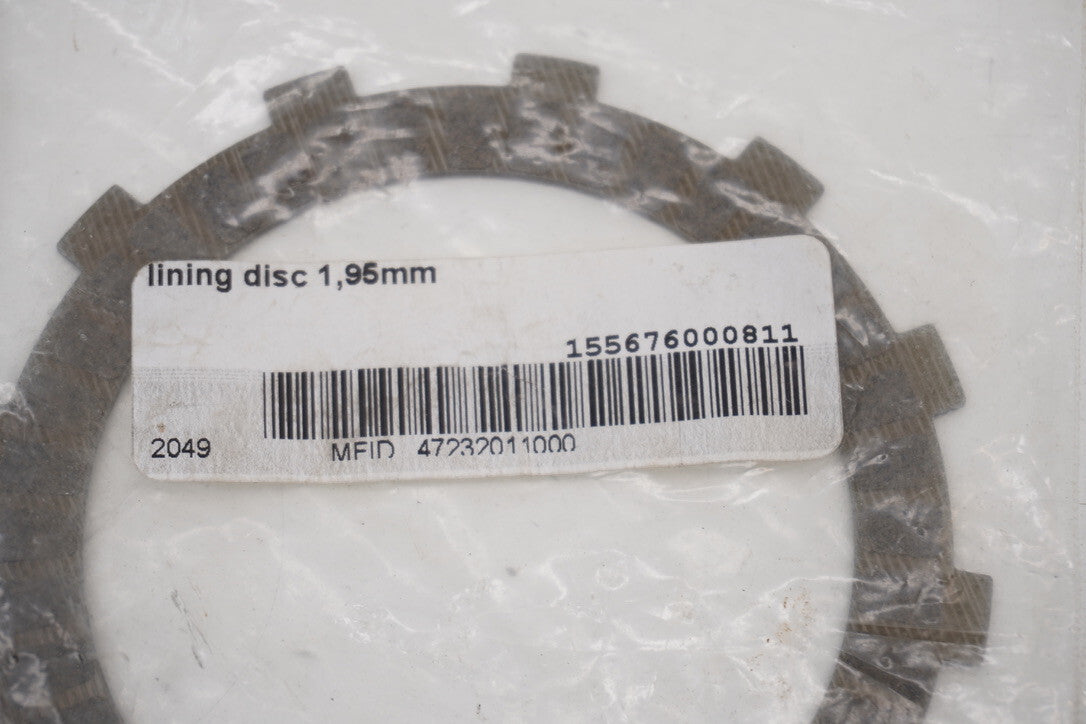 lining disc 1,95mm
155676000811
2049 MFID 47232011000